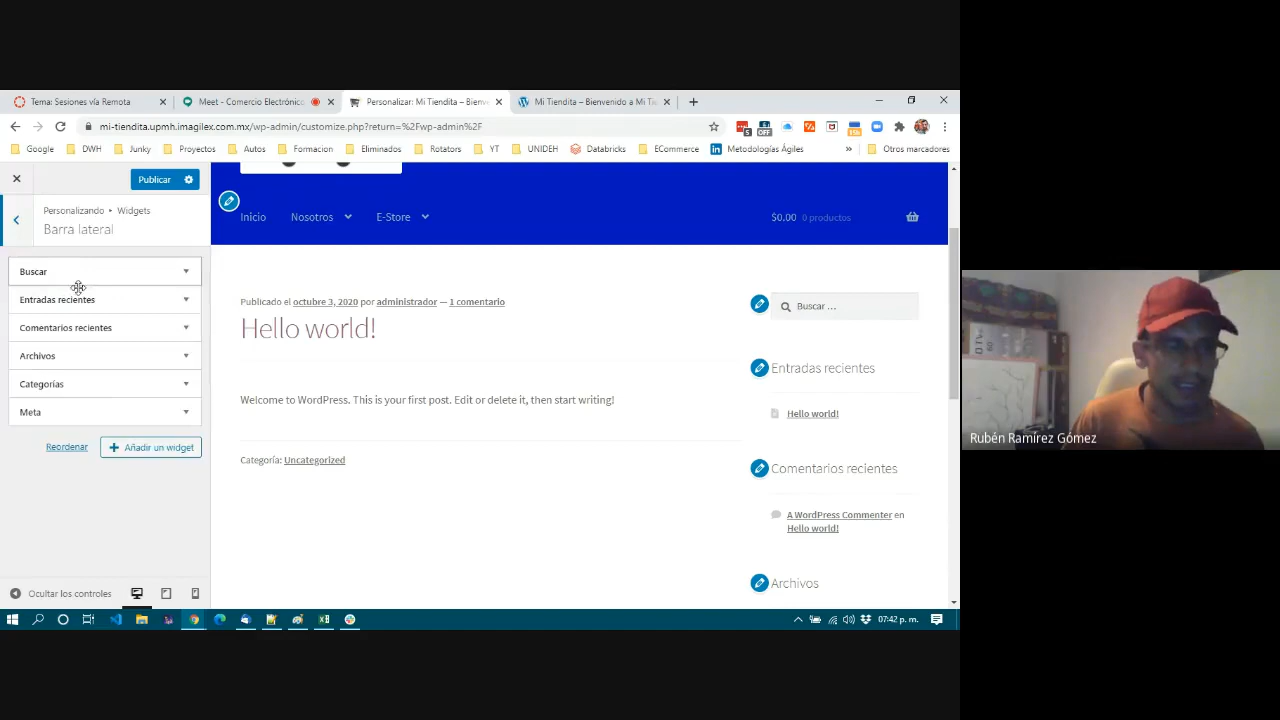 Tema: Sesiones vía Remota
Meet - Comercio Electrónico
Personalizar: Mi Tiendita – Bienve
Mi Tiendita – Bienvenido a Mi Tie
mi-tiendita.upmh.imagilex.com.mx/wp-admin/customize.php?return=%2Fwp-admin%2F
5
OFF
Google
DWH
Junky
Proyectos
Autos
Formacion
Eliminados
Rotators
YT
UNIDEH
Databricks
ECommerce
Metodologías Ágiles
»
Otros marcadores
Publicar
Personalizando ▸ Widgets
Barra lateral
Buscar
Entradas recientes
Comentarios recientes
Archivos
Categorías
Meta
Reordenar
Añadir un widget
Ocultar los controles
Inicio
Nosotros
E-Store
$0.00 0 productos
Publicado el octubre 3, 2020 por administrador — 1 comentario
Hello world!
Welcome to WordPress. This is your first post. Edit or delete it, then start writing!
Categoría: Uncategorized
Buscar …
Entradas recientes
Hello world!
Comentarios recientes
A WordPress Commenter en
Hello world!
Archivos
07:42 p. m.
Rubén Ramírez Gómez